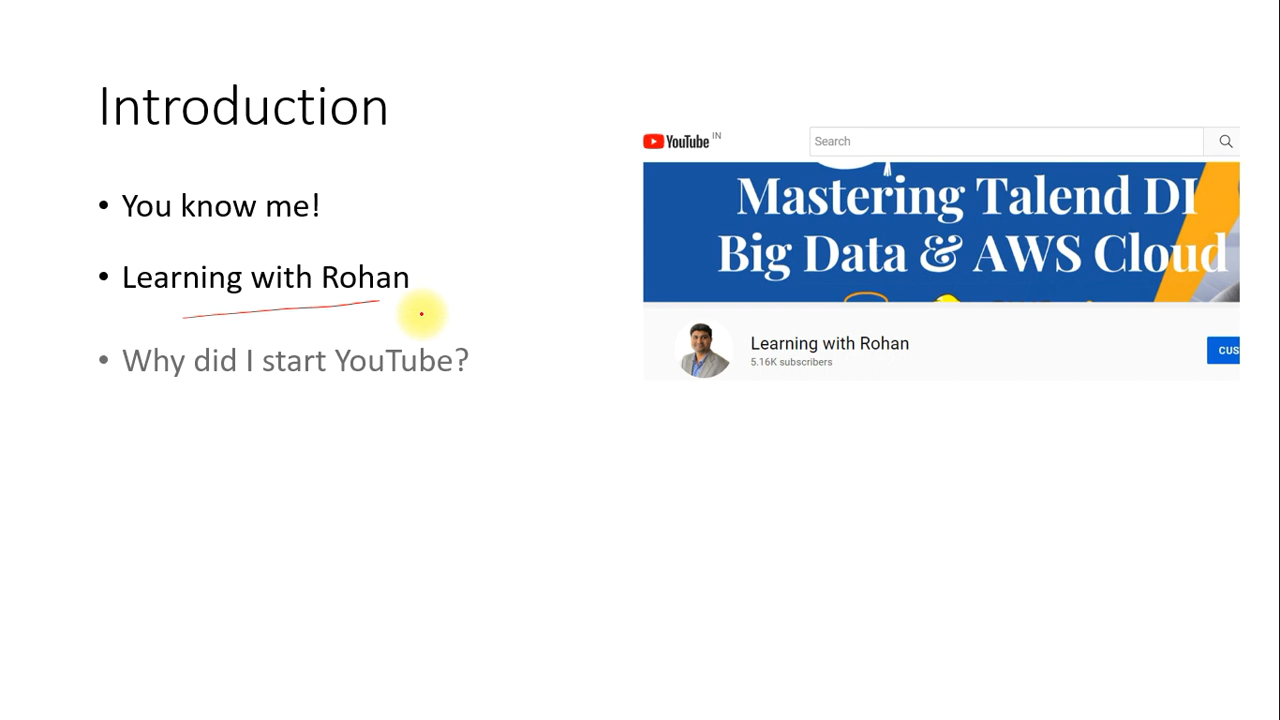 Introduction
• You know me!
• Learning with Rohan
• Why did I start YouTube?
YouTube IN
Search
Mastering Talend DI
Big Data & AWS Cloud
Learning with Rohan
5.16K subscribers
CUS